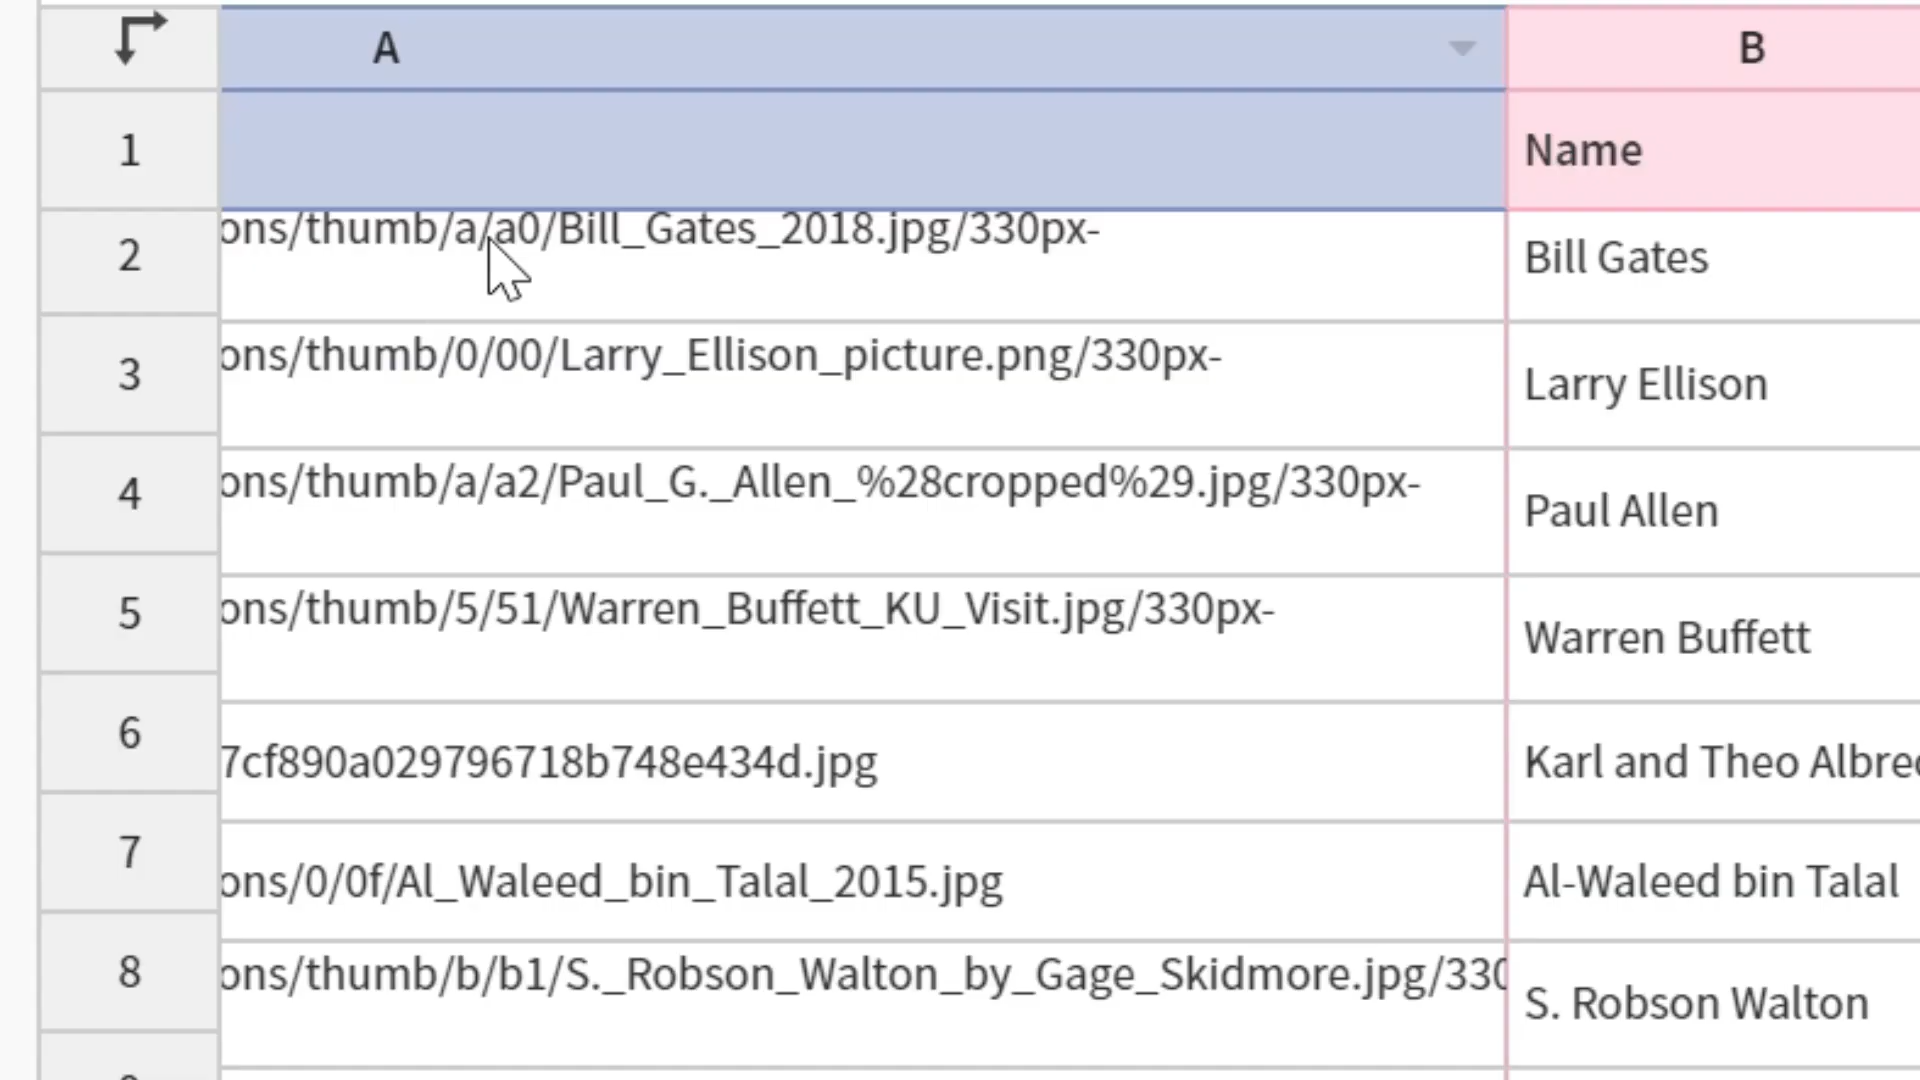 A B
1 Name
2 ons/thumb/a/a0/Bill_Gates_2018.jpg/330px- Bill Gates
3 ons/thumb/0/00/Larry_Ellison_picture.png/330px- Larry Ellison
4 ons/thumb/a/a2/Paul_G._Allen_%28cropped%29.jpg/330px- Paul Allen
5 ons/thumb/5/51/Warren_Buffett_KU_Visit.jpg/330px- Warren Buffett
6 7cf890a029796718b748e434d.jpg Karl and Theo
7 ons/0/0f/Al_Waleed_bin_Talal_2015.jpg Al-Waleed bin Talal
8 ons/thumb/b/b1/S._Robson_Walton_by_Gage_Skidmore.jpg/330 S. Robson Walton